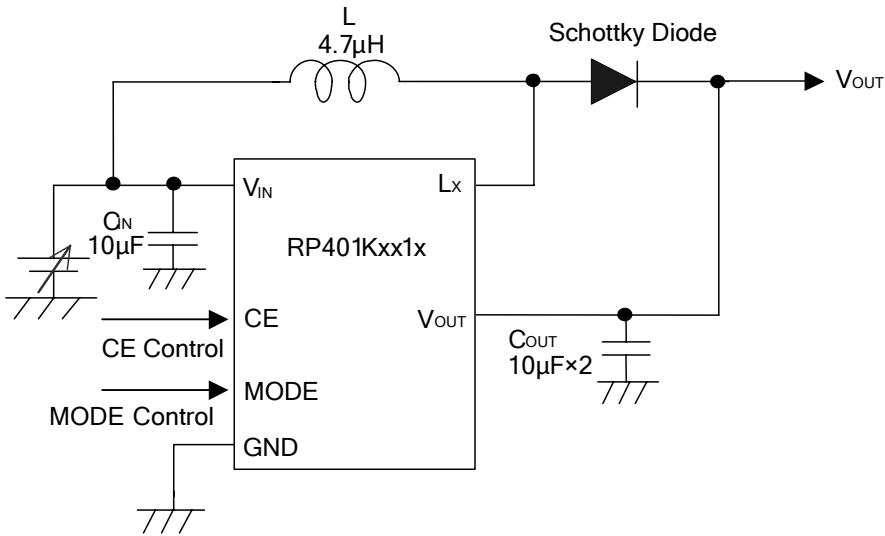 L
4.7µH
Schottky Diode
VOUT
VIN
LX
CIN
10µF
RP401Kxx1x
CE
CE Control
VOUT
COUT
10µF×2
MODE
MODE Control
GND